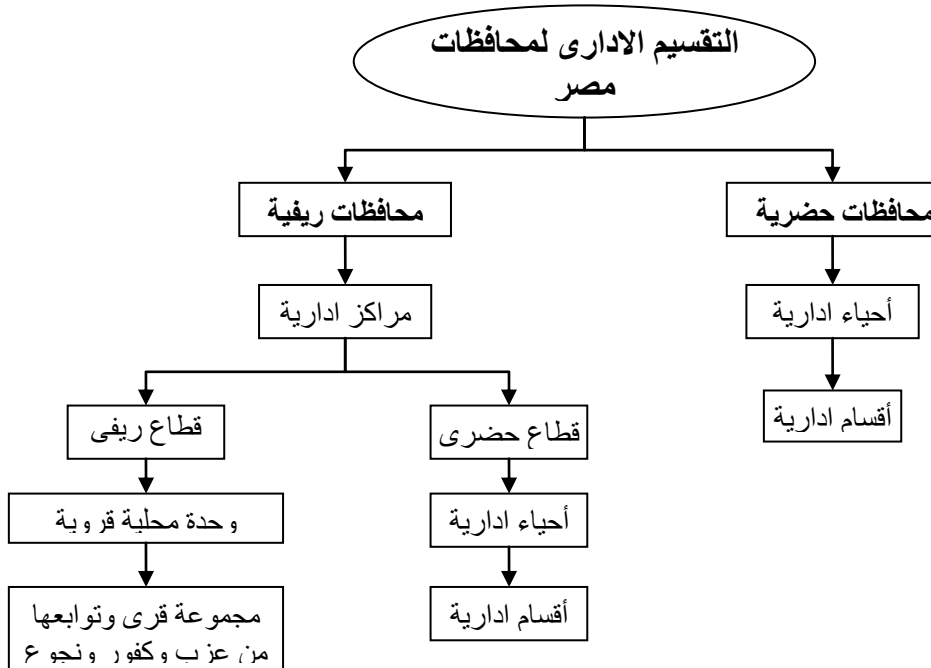 التقسيم الادارى لمحافظات
مصر
محافظات حضرية
محافظات ريفية
أحياء ادارية
مراكز ادارية
أقسام ادارية
قطاع حضرى
قطاع ريفى
أحياء ادارية
وحدة محلية قروية
أقسام ادارية
مجموعة قرى وتوابعها
من عزب وكفور ونجوع